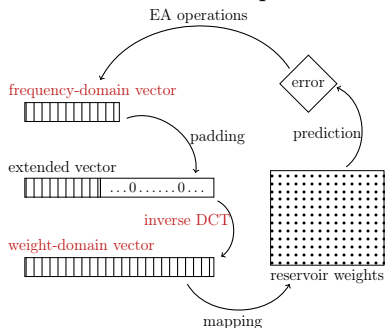 EA operations
error
frequency-domain vector
padding
prediction
extended vector
...0......0...
inverse DCT
weight-domain vector
reservoir weights
mapping